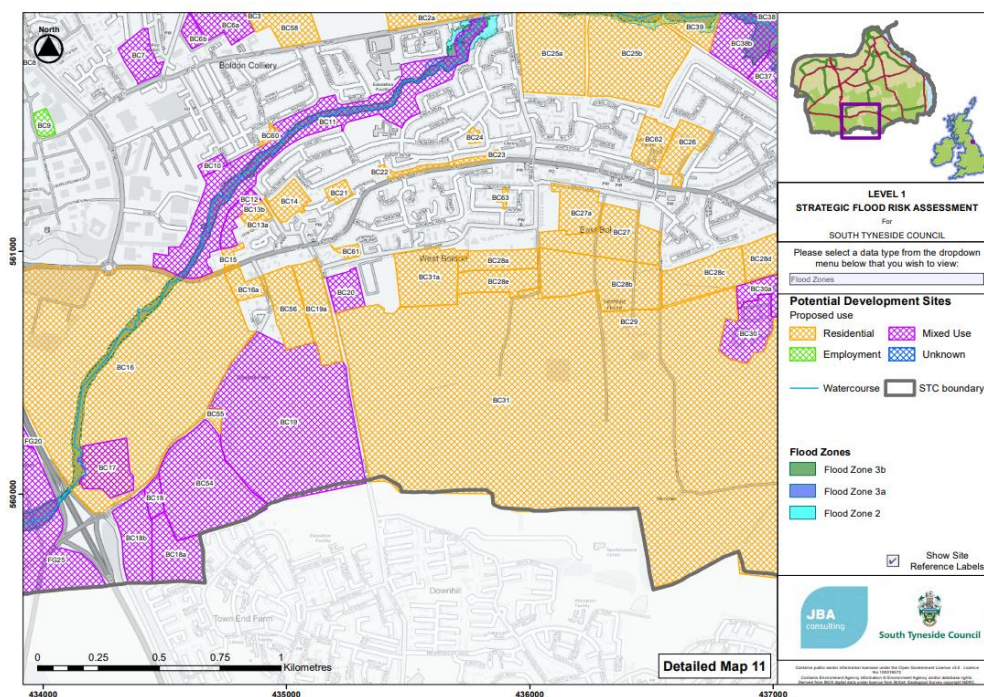 North
BC8
BC7
BC6b
BC6a
BC3
BC58
BC2a
BC39
BC38
BC38b
BC37
BC25a
BC25b
Boldon Colliery
BC9
BC60
BC11
BC24
BC62
BC26
BC10
BC23
BC22
BC12
BC13b
BC14
BC21
BC63
BC13a
BC27a
BC27
BC15
BC61
West Boldon
BC28a
BC28c
BC28d
BC16a
BC31a
BC28e
BC28b
BC30a
BC56
BC19a
BC20
BC29
BC30
BC16
BC31
BC55
BC19
FG20
BC17
BC54
BC18
BC18b
BC18a
FG25
Downhill
Town End Farm
561000
560000
0 0.25 0.5 1
Kilometres
434000 435000 436000 437000
Detailed Map 11
LEVEL 1
STRATEGIC FLOOD RISK ASSESSMENT
For
SOUTH TYNESIDE COUNCIL
Please select a data type from the dropdown
menu below that you wish to view:
Flood Zones
Potential Development Sites
Proposed use
Residential Mixed Use
Employment Unknown
Watercourse STC boundary
Flood Zones
Flood Zone 3b
Flood Zone 3a
Flood Zone 2
Show Site
Reference Labels
JBA
consulting
South Tyneside Council